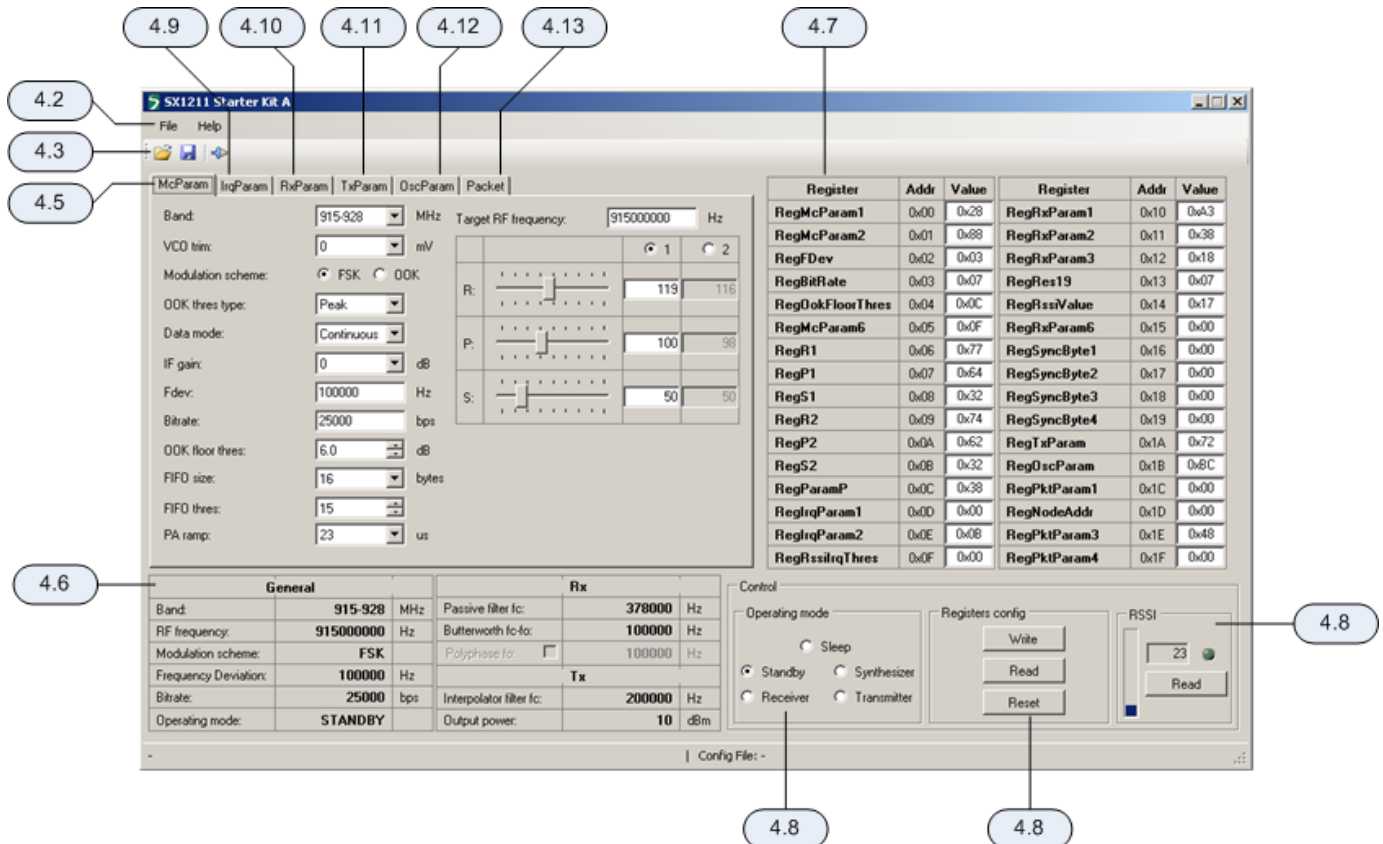 4.9 4.10 4.11 4.12 4.13 4.7
4.2
SX1211 Starter Kit A
File Help
4.3
4.5
McParam IrqParam RxParam TxParam OscParam Packet
Band: 915-928 MHz
VCO trim: 0 mV
Modulation scheme: FSK OOK
OOK thres type: Peak
Data mode: Continuous
IF gain: 0 dB
Fdev: 100000 Hz
Bitrate: 25000 bps
OOK floor thres: 6.0 dB
FIFO size: 16 bytes
FIFO thres: 15
PA ramp: 23 us
Target RF frequency: 915000000 Hz
1 2
R: 119 116
P: 100 98
S: 50 50
Register Addr Value Register Addr Value
RegMcParam1 0x00 0x28 RegRxParam1 0x10 0xA3
RegMcParam2 0x01 0x88 RegRxParam2 0x11 0x38
RegFDev 0x02 0x03 RegRxParam3 0x12 0x18
RegBitRate 0x03 0x07 RegRes19 0x13 0x07
RegOokFloorThres 0x04 0x0C RegRssiValue 0x14 0x17
RegMcParam6 0x05 0x0F RegRxParam6 0x15 0x00
RegR1 0x06 0x77 RegSyncByte1 0x16 0x00
RegP1 0x07 0x64 RegSyncByte2 0x17 0x00
RegS1 0x08 0x32 RegSyncByte3 0x18 0x00
RegR2 0x09 0x74 RegSyncByte4 0x19 0x00
RegP2 0x0A 0x62 RegTxParam 0x1A 0x72
RegS2 0x0B 0x32 RegOscParam 0x1B 0xBC
RegParamP 0x0C 0x38 RegPktParam1 0x1C 0x00
RegIrqParam1 0x0D 0x00 RegNodeAddr 0x1D 0x00
RegIrqParam2 0x0E 0x0B RegPktParam3 0x1E 0x48
RegRssiIrqThres 0x0F 0x00 RegPktParam4 0x1F 0x00
4.6
General
Band: 915-928 MHz
RF frequency: 915000000 Hz
Modulation scheme: FSK
Frequency Deviation: 100000 Hz
Bitrate: 25000 bps
Operating mode: STANDBY
Rx
Passive filter fc: 378000 Hz
Butterworth fc-fo: 100000 Hz
Polyphase fo: 100000 Hz
Tx
Interpolator filter fc: 200000 Hz
Output power: 10 dBm
Control
Operating mode
Sleep
Standby Synthesizer
Receiver Transmitter
Registers config
Write
Read
Reset
RSSI
23
Read
4.8
- | Config File: -
4.8 4.8